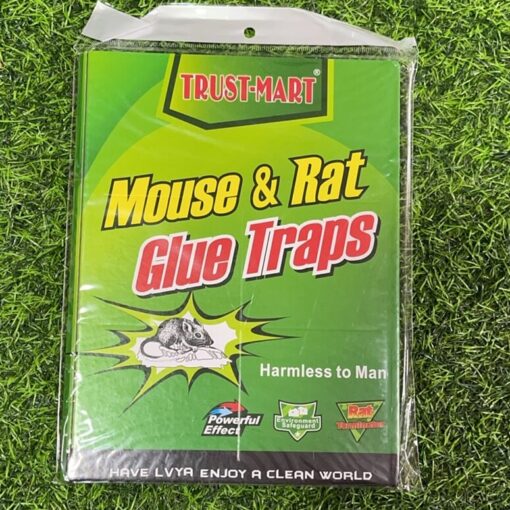 TRUST-MART®
Mouse & Rat
Glue Traps
Harmless to Man
Powerful
Effect
Environment
Safeguard
Rat
Terminator
HAVE LVYA ENJOY A CLEAN WORLD